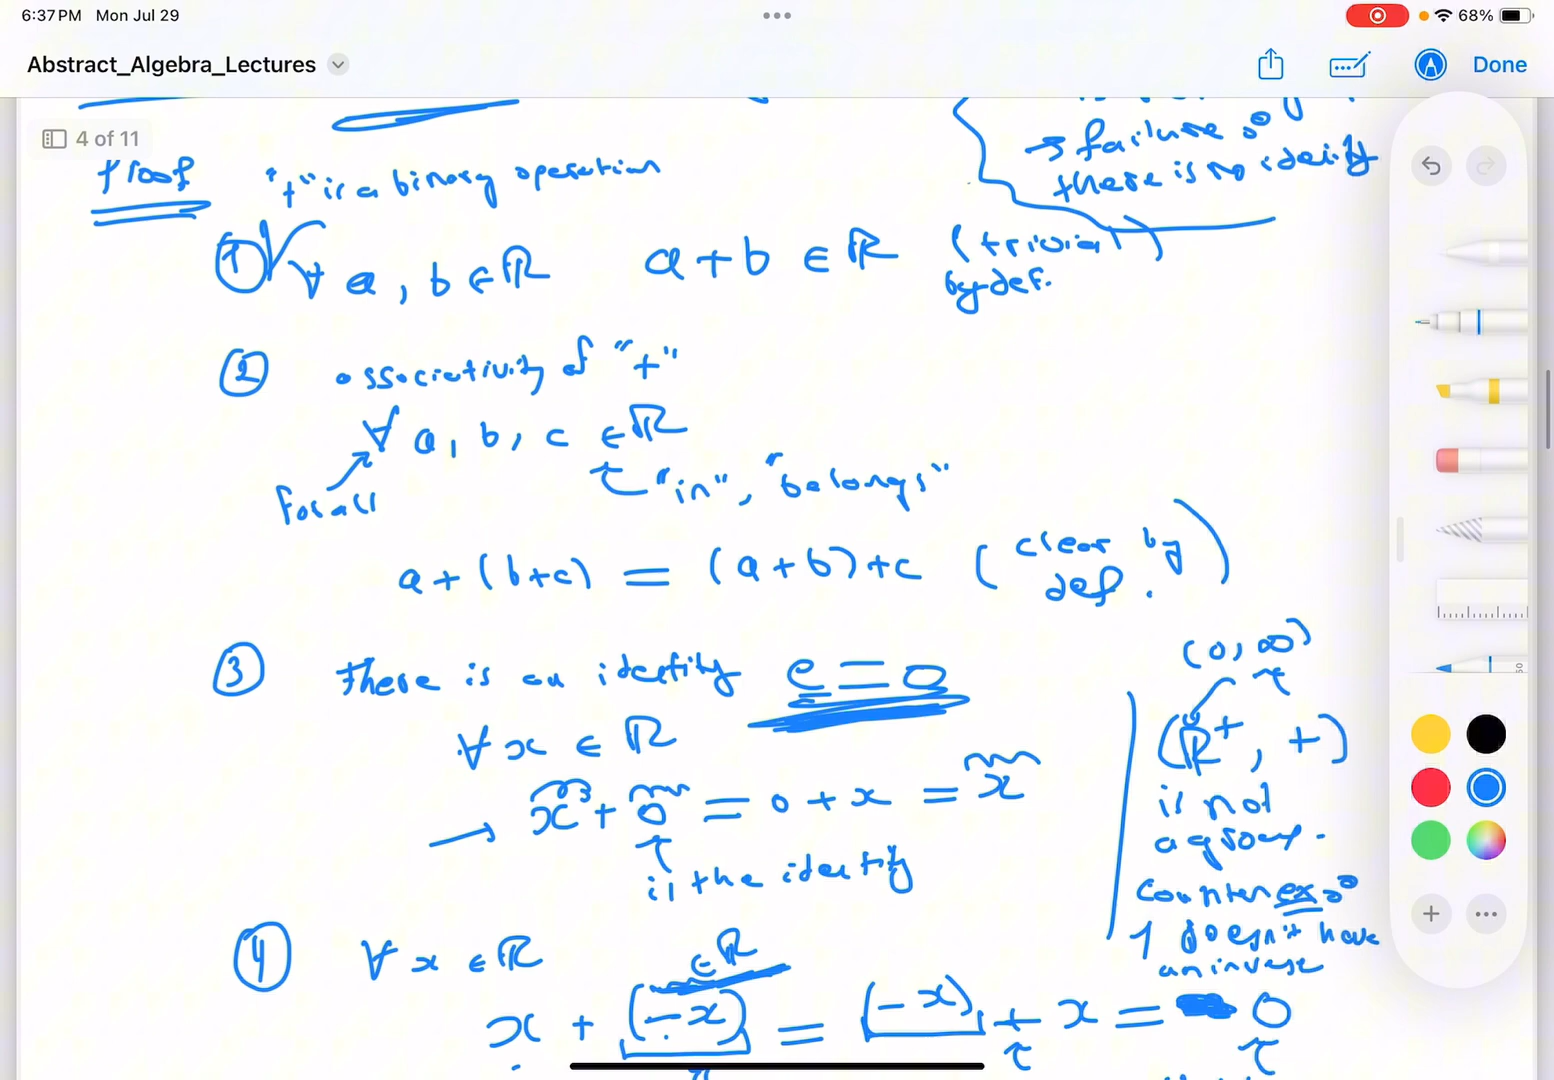 6:37 PM Mon Jul 29
68%
Abstract_Algebra_Lectures
Done
4 of 11
→ failure:
there is no identity
Proof "+" is a binary operation
① ∀ a, b ∈ ℝ a + b ∈ ℝ (trivial)
by def.
② associativity of "+"
∀ a, b, c ∈ ℝ
for all
"in", "belongs"
a + (b+c) = (a+b)+c (clear by
def.)
③ there is an identity e = 0
∀ x ∈ ℝ
→ x + 0 = 0 + x = x
is the identity
(0, ∞)
(ℝ⁺, +)
is not
a group.
Counter ex:
1 doesn't have
an inverse
④ ∀ x ∈ ℝ
∈ ℝ
x + (-x) = (-x) + x = 0